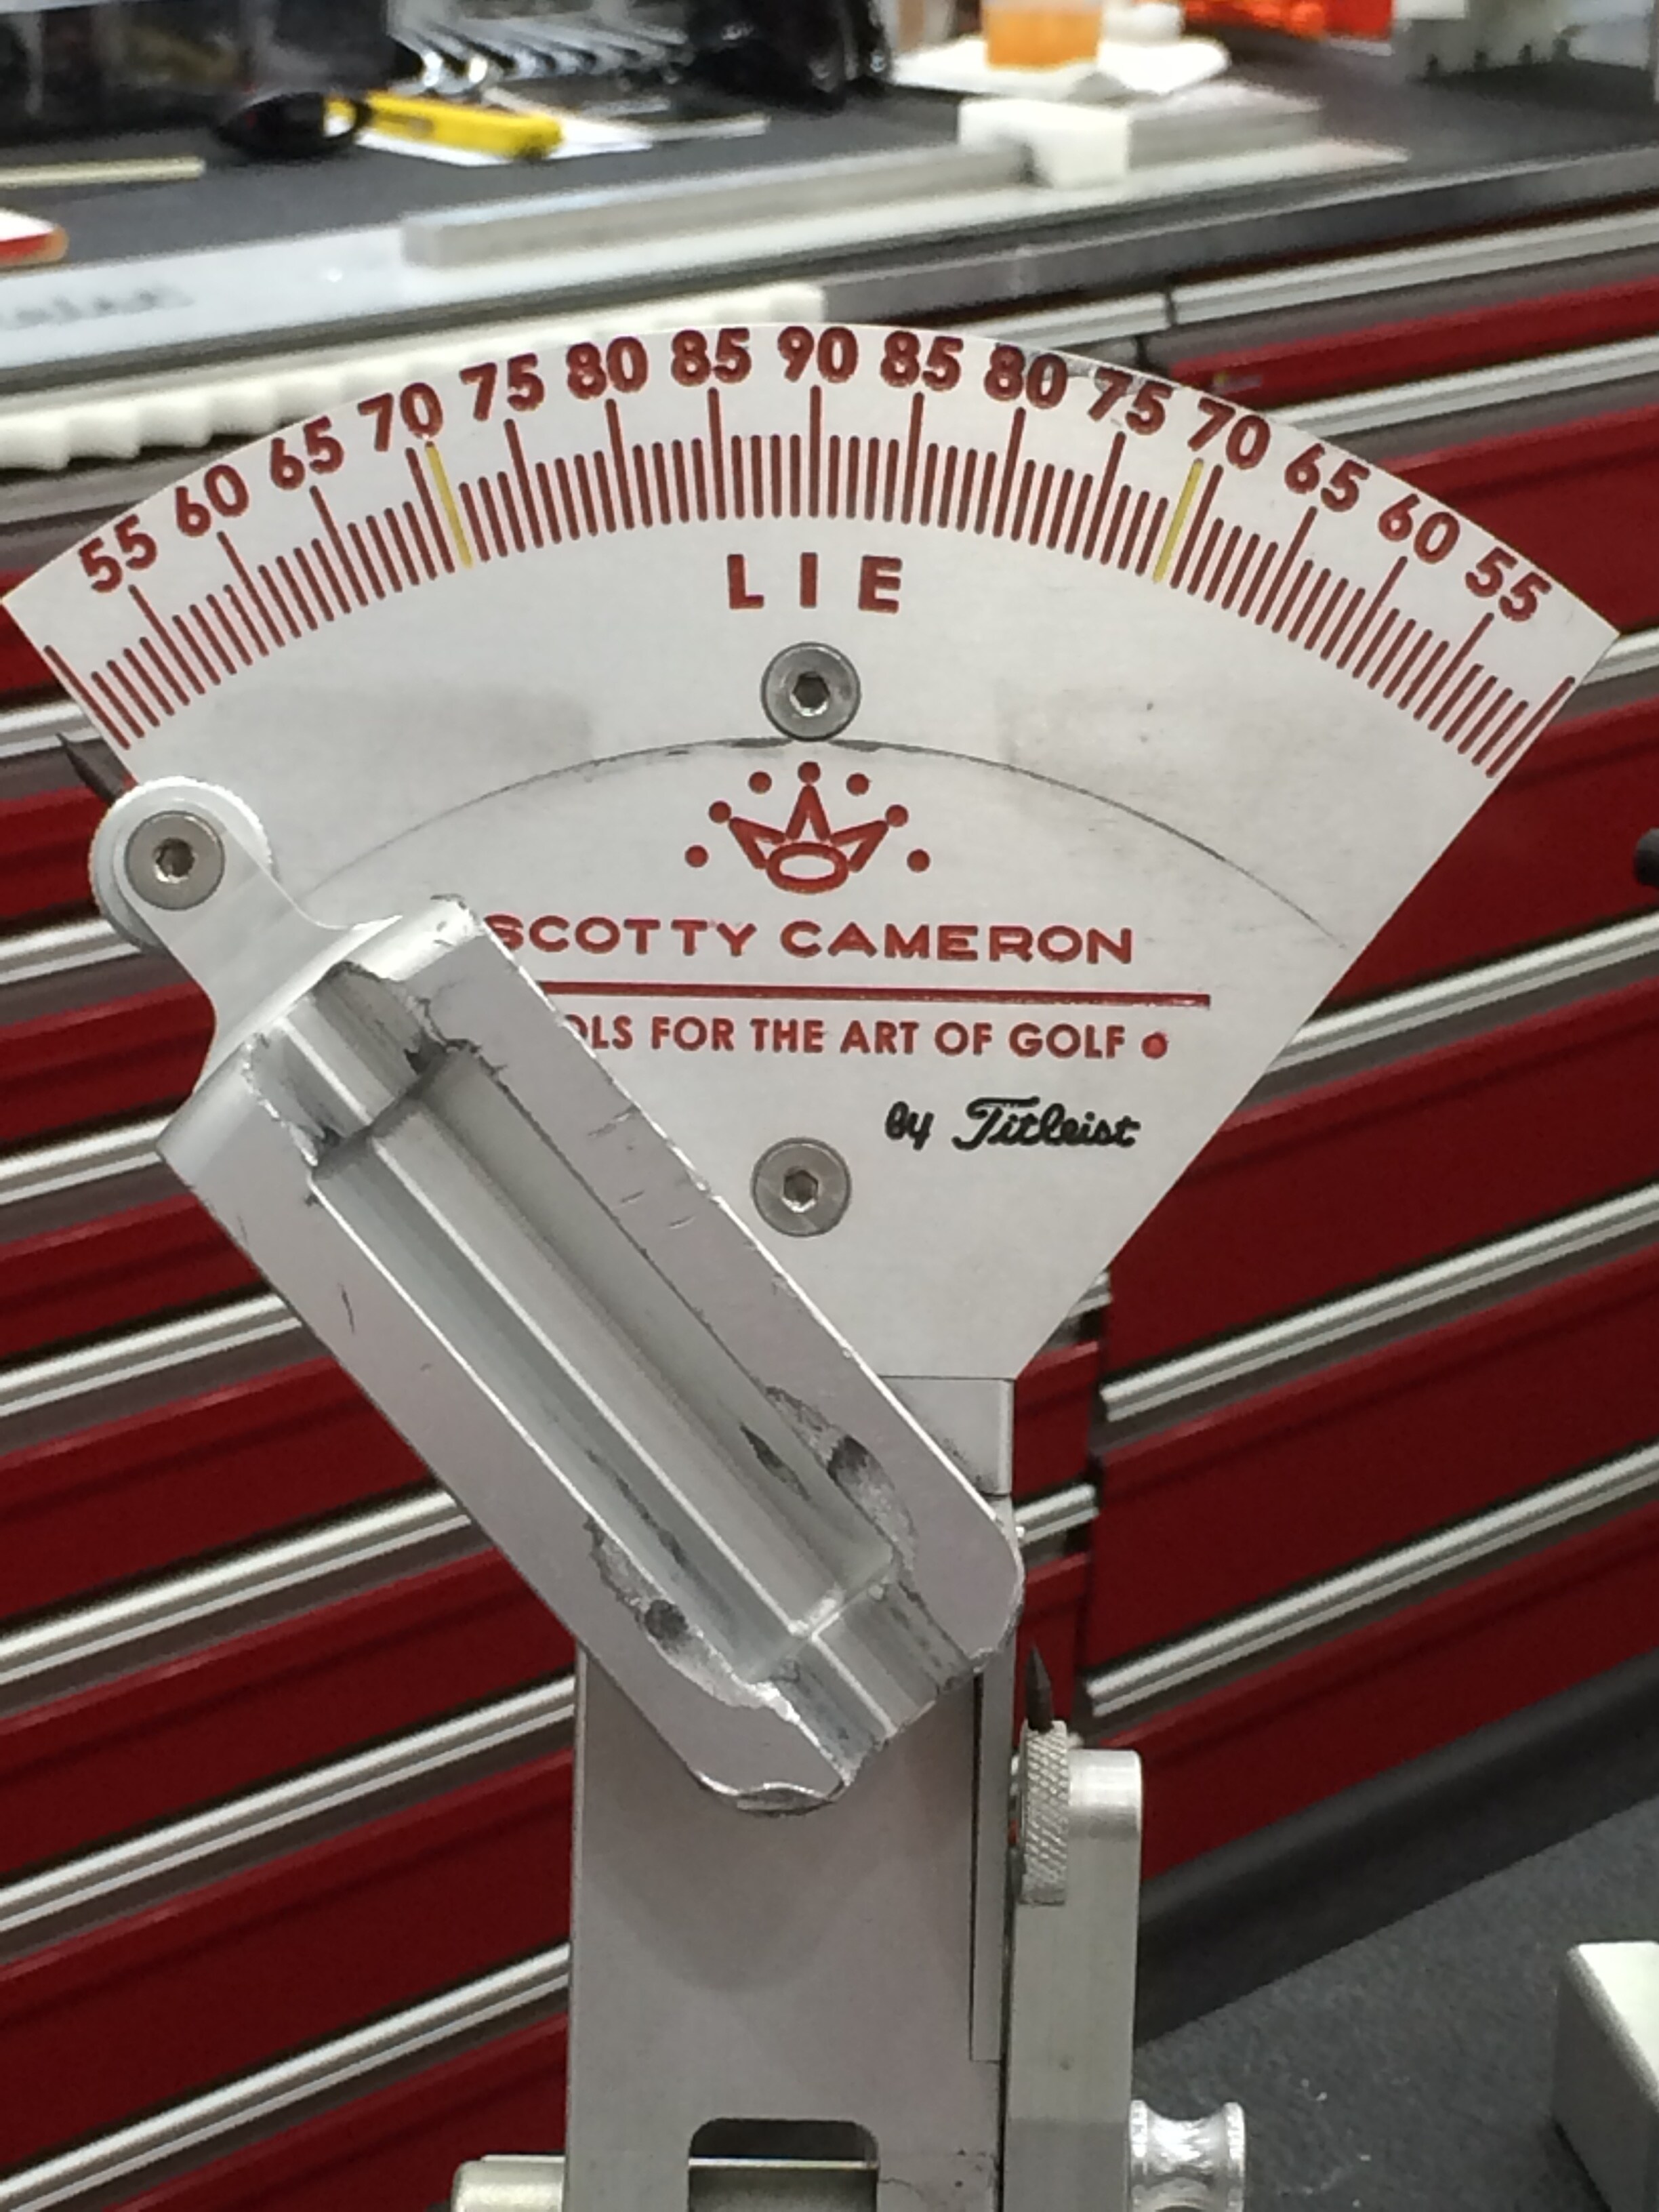 55 60 65 70 75 80 85 90 85 80 75 70 65 60 55
LIE
SCOTTY CAMERON
OLS FOR THE ART OF GOLF
by Titleist